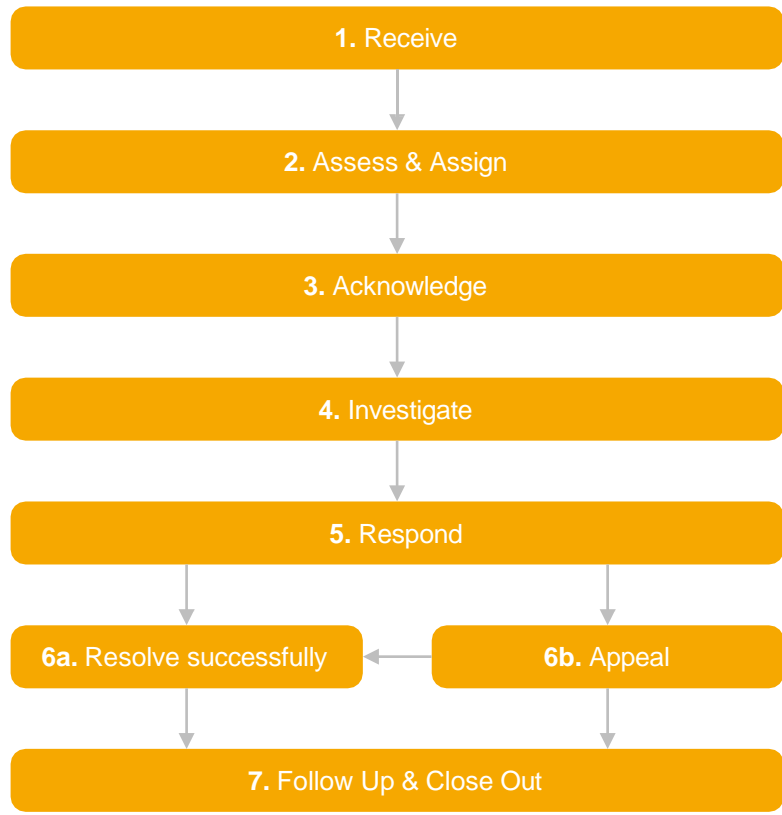 1. Receive
2. Assess & Assign
3. Acknowledge
4. Investigate
5. Respond
6a. Resolve successfully
6b. Appeal
7. Follow Up & Close Out